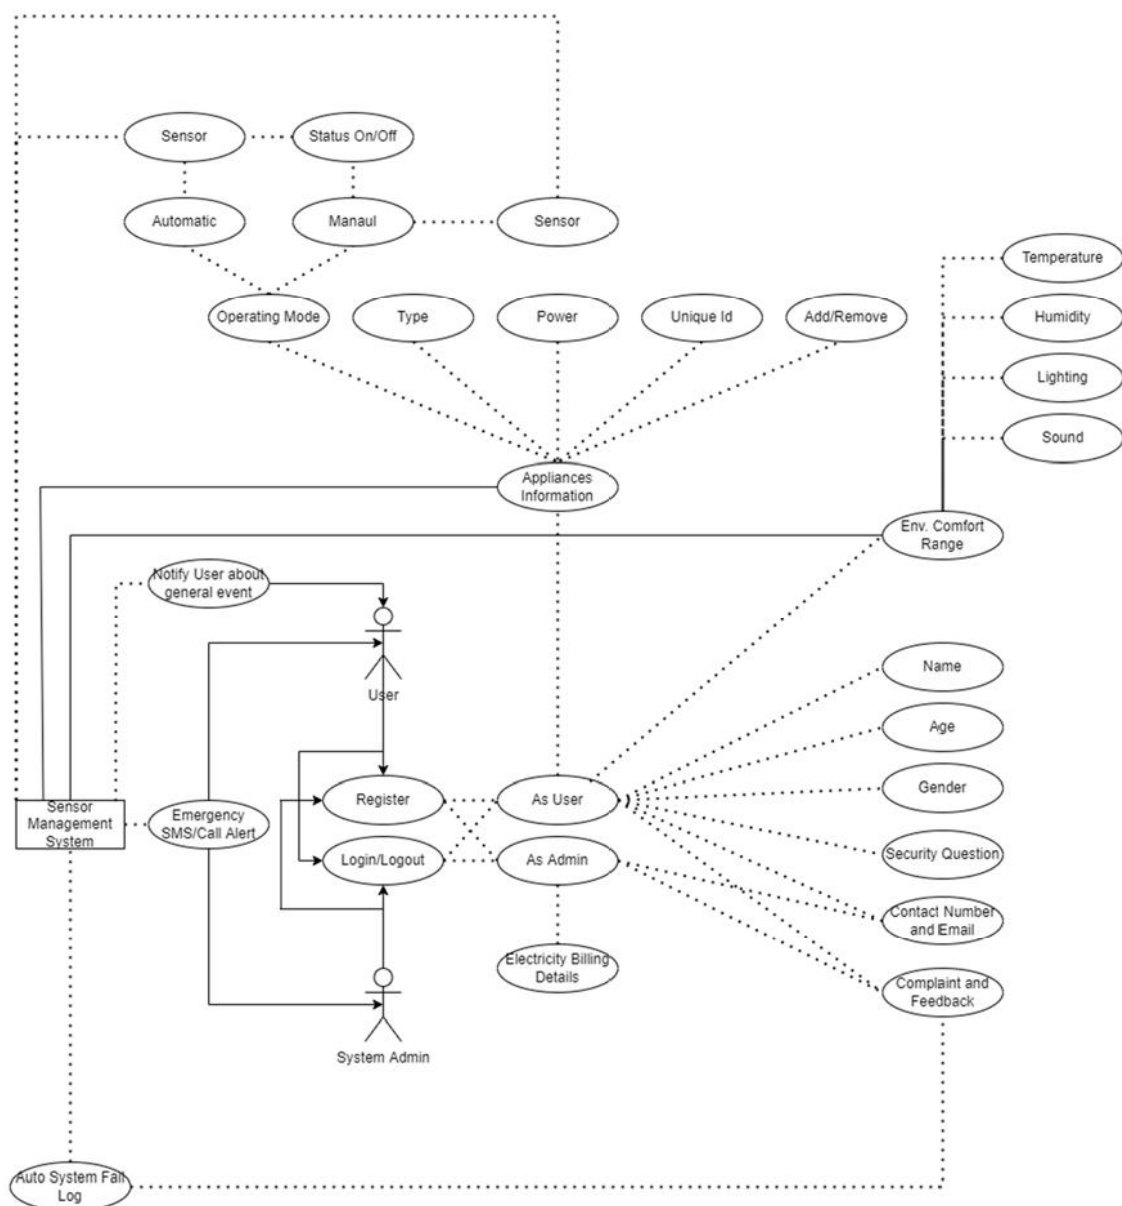 Sensor
Status On/Off
Automatic
Manaul
Sensor
Temperature
Operating Mode
Type
Power
Unique Id
Add/Remove
Humidity
Lighting
Sound
Appliances
Information
Env. Comfort
Range
Notify User about
general event
User
Name
Age
Gender
Sensor
Management
System
Emergency
SMS/Call Alert
Register
As User
Login/Logout
As Admin
Security Question
Contact Number
and Email
Electricity Billing
Details
Complaint and
Feedback
System Admin
Auto System Fail
Log